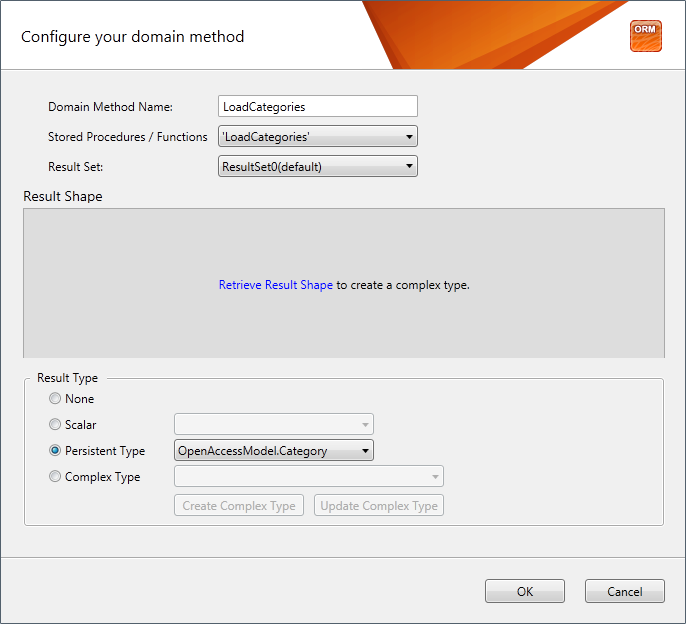 Configure your domain method
ORM
Domain Method Name: LoadCategories
Stored Procedures / Functions 'LoadCategories'
Result Set: ResultSet0(default)
Result Shape
Retrieve Result Shape to create a complex type.
Result Type
None
Scalar
Persistent Type OpenAccessModel.Category
Complex Type
Create Complex Type Update Complex Type
OK Cancel